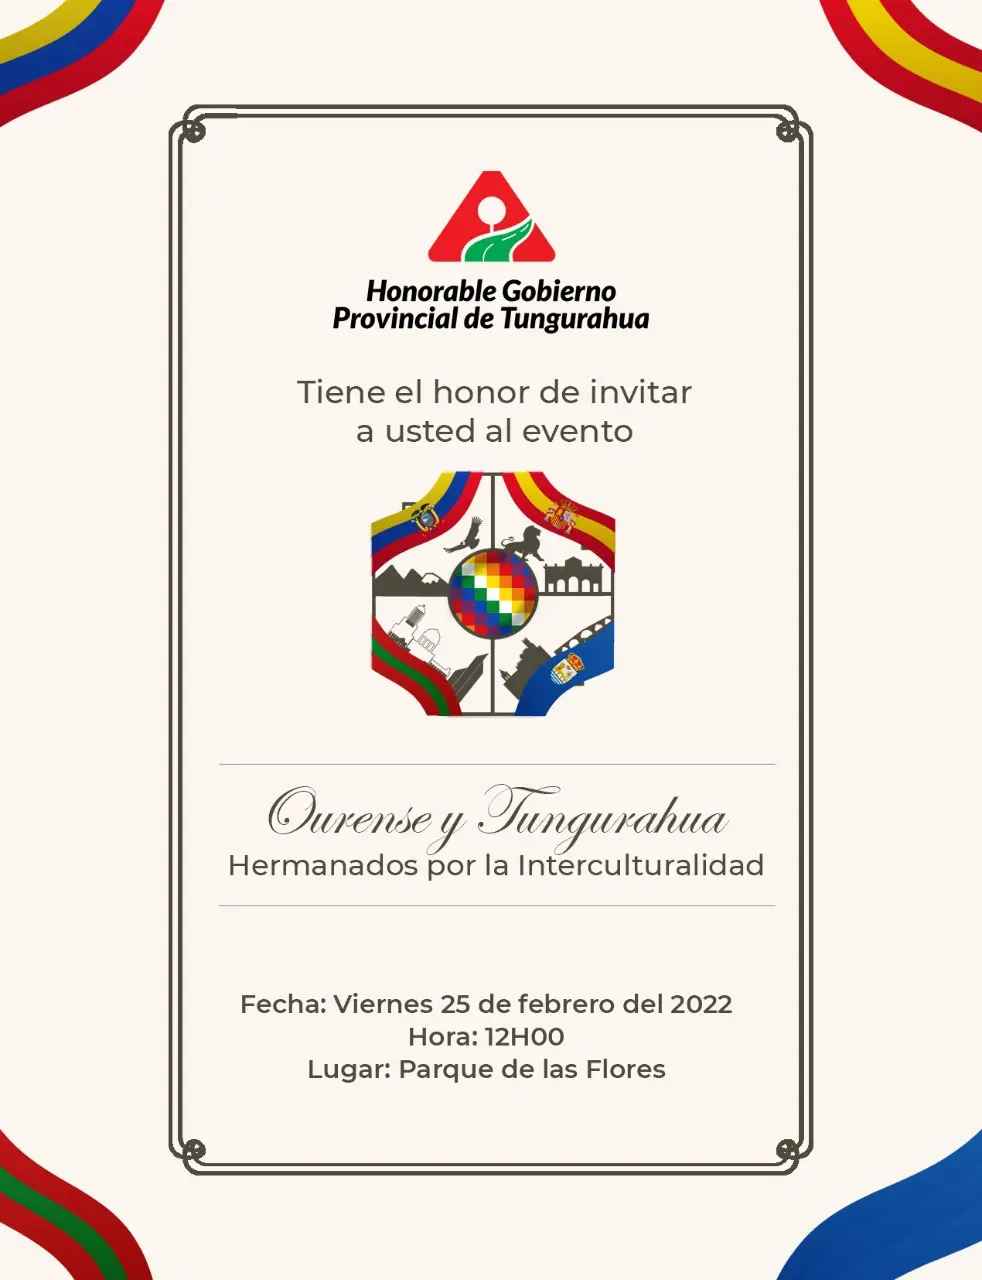 Honorable Gobierno
Provincial de Tungurahua
Tiene el honor de invitar
a usted al evento
Ourense y Tungurahua
Hermanados por la Interculturalidad
Fecha: Viernes 25 de febrero del 2022
Hora: 12H00
Lugar: Parque de las Flores